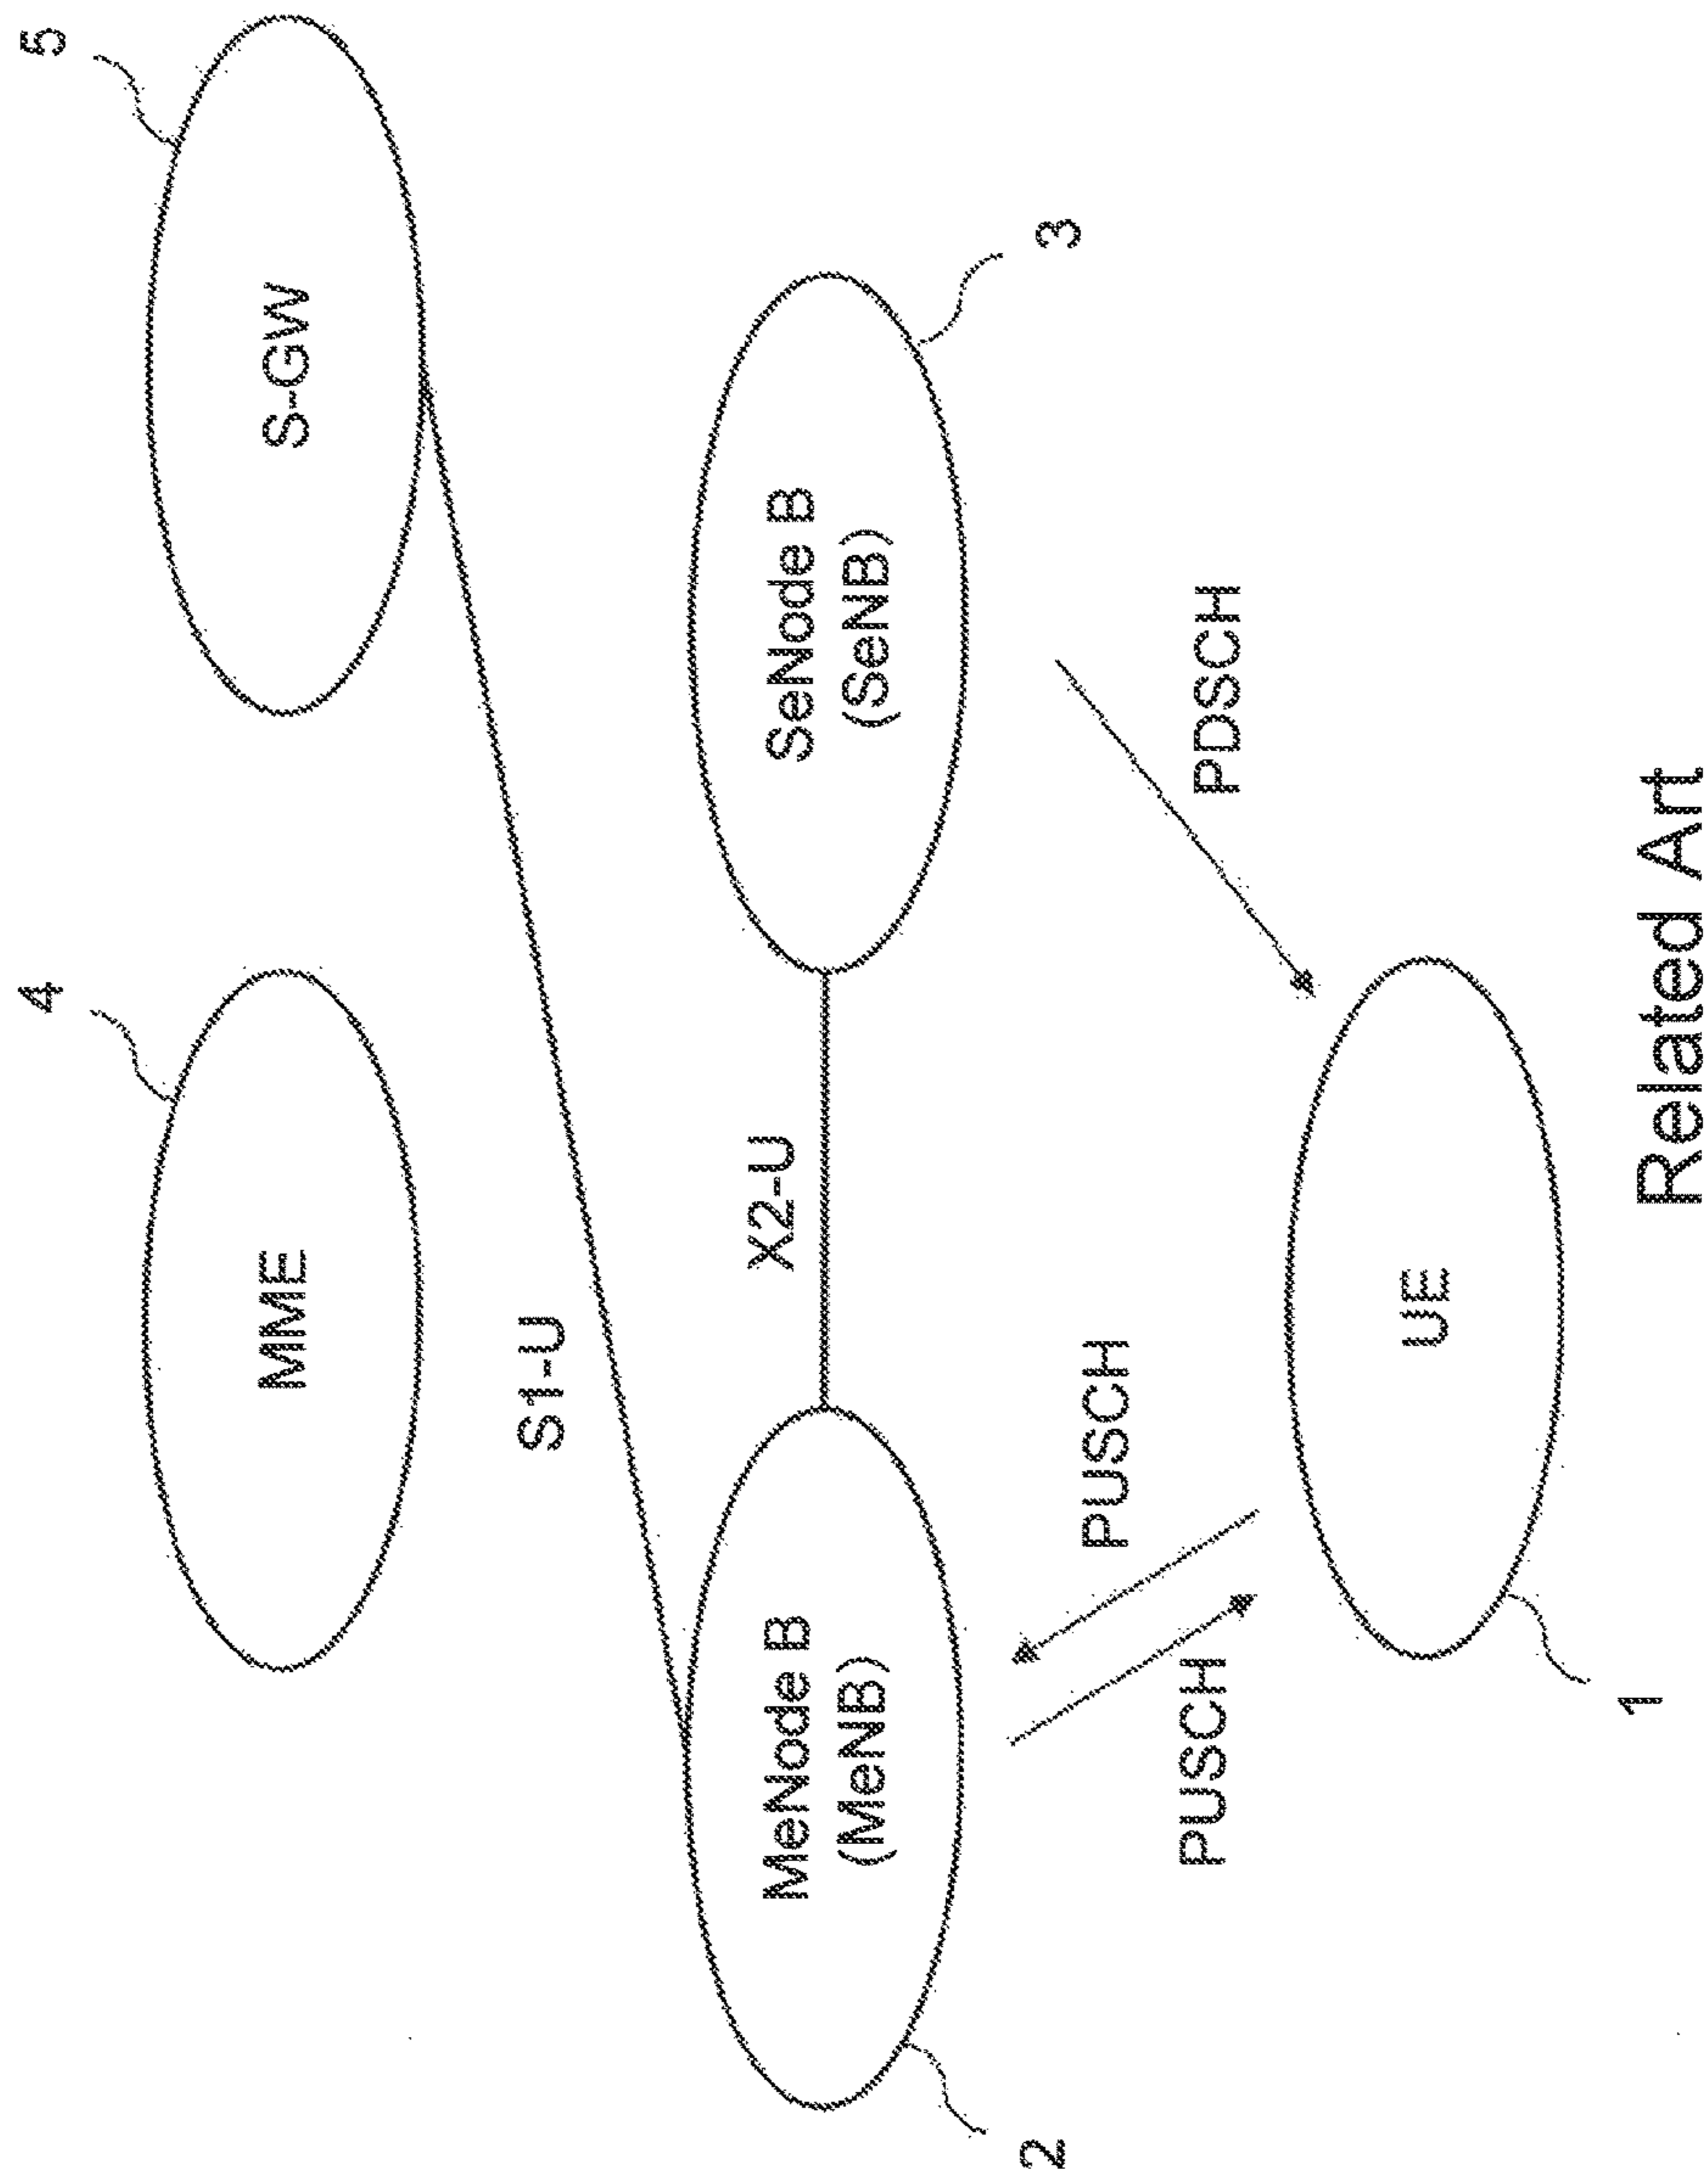 4
5
MME
S-GW
S1-U
X2-U
MeNode B
(MeNB)
SeNode B
(SeNB)
2
3
PUSCH
PUSCH
PDSCH
UE
1
Related Art